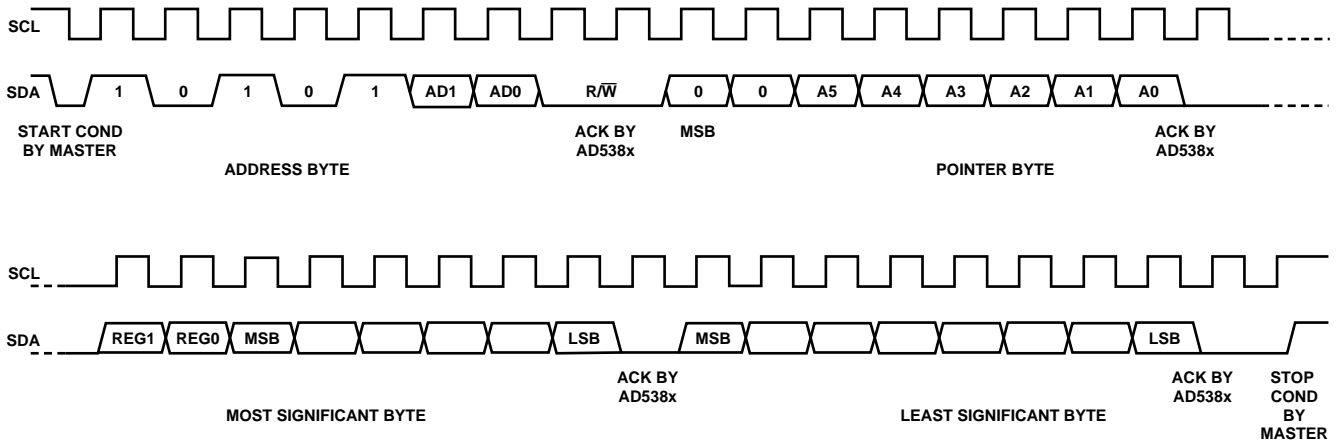 SCL
SDA 1 0 1 0 1 AD1 AD0 R/W̅ 0 0 A5 A4 A3 A2 A1 A0
START COND ACK BY MSB ACK BY
BY MASTER AD538x AD538x
ADDRESS BYTE POINTER BYTE
SCL
SDA REG1 REG0 MSB LSB MSB LSB
ACK BY ACK BY STOP
AD538x AD538x COND
MOST SIGNIFICANT BYTE LEAST SIGNIFICANT BYTE BY
MASTER